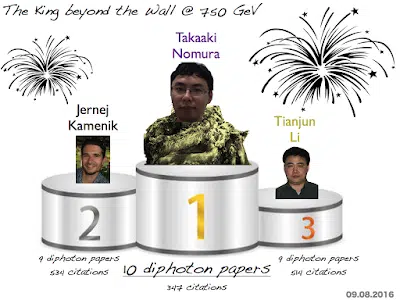 The King beyond the Wall @ 750 GeV
Takaaki
Nomura
Jernej
Kamenik
Tianjun
Li
2
1
3
9 diphoton papers
534 citations
10 diphoton papers
347 citations
9 diphoton papers
514 citations
09.08.2016